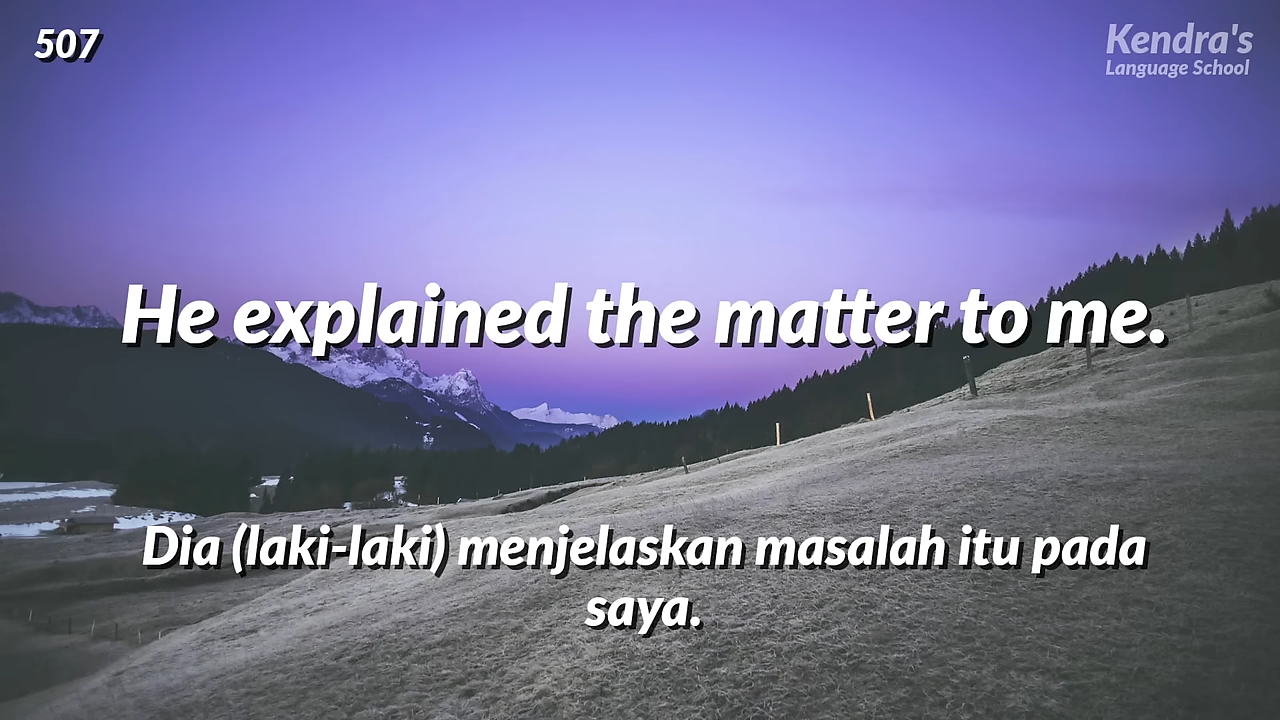 507
Kendra's
Language School
He explained the matter to me.
Dia (laki-laki) menjelaskan masalah itu pada
saya.